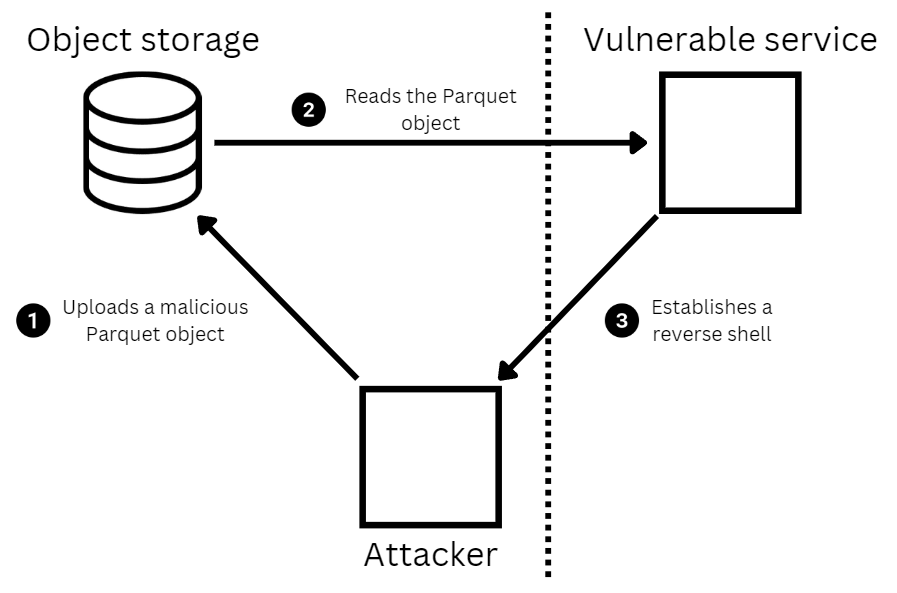 Object storage
Vulnerable service
2
Reads the Parquet
object
1
Uploads a malicious
Parquet object
3
Establishes a
reverse shell
Attacker